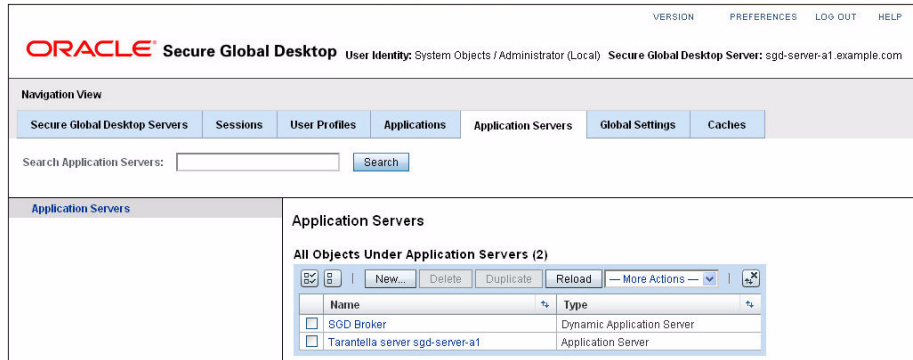 VERSION PREFERENCES LOG OUT HELP
ORACLE Secure Global Desktop User Identity: System Objects / Administrator (Local) Secure Global Desktop Server: sgd-server-a1.example.com
Navigation View
Secure Global Desktop Servers Sessions User Profiles Applications Application Servers Global Settings Caches
Search Application Servers: Search
Application Servers
Application Servers
All Objects Under Application Servers (2)
New... Delete Duplicate Reload — More Actions —
Name Type
SGD Broker Dynamic Application Server
Tarantella server sgd-server-a1 Application Server